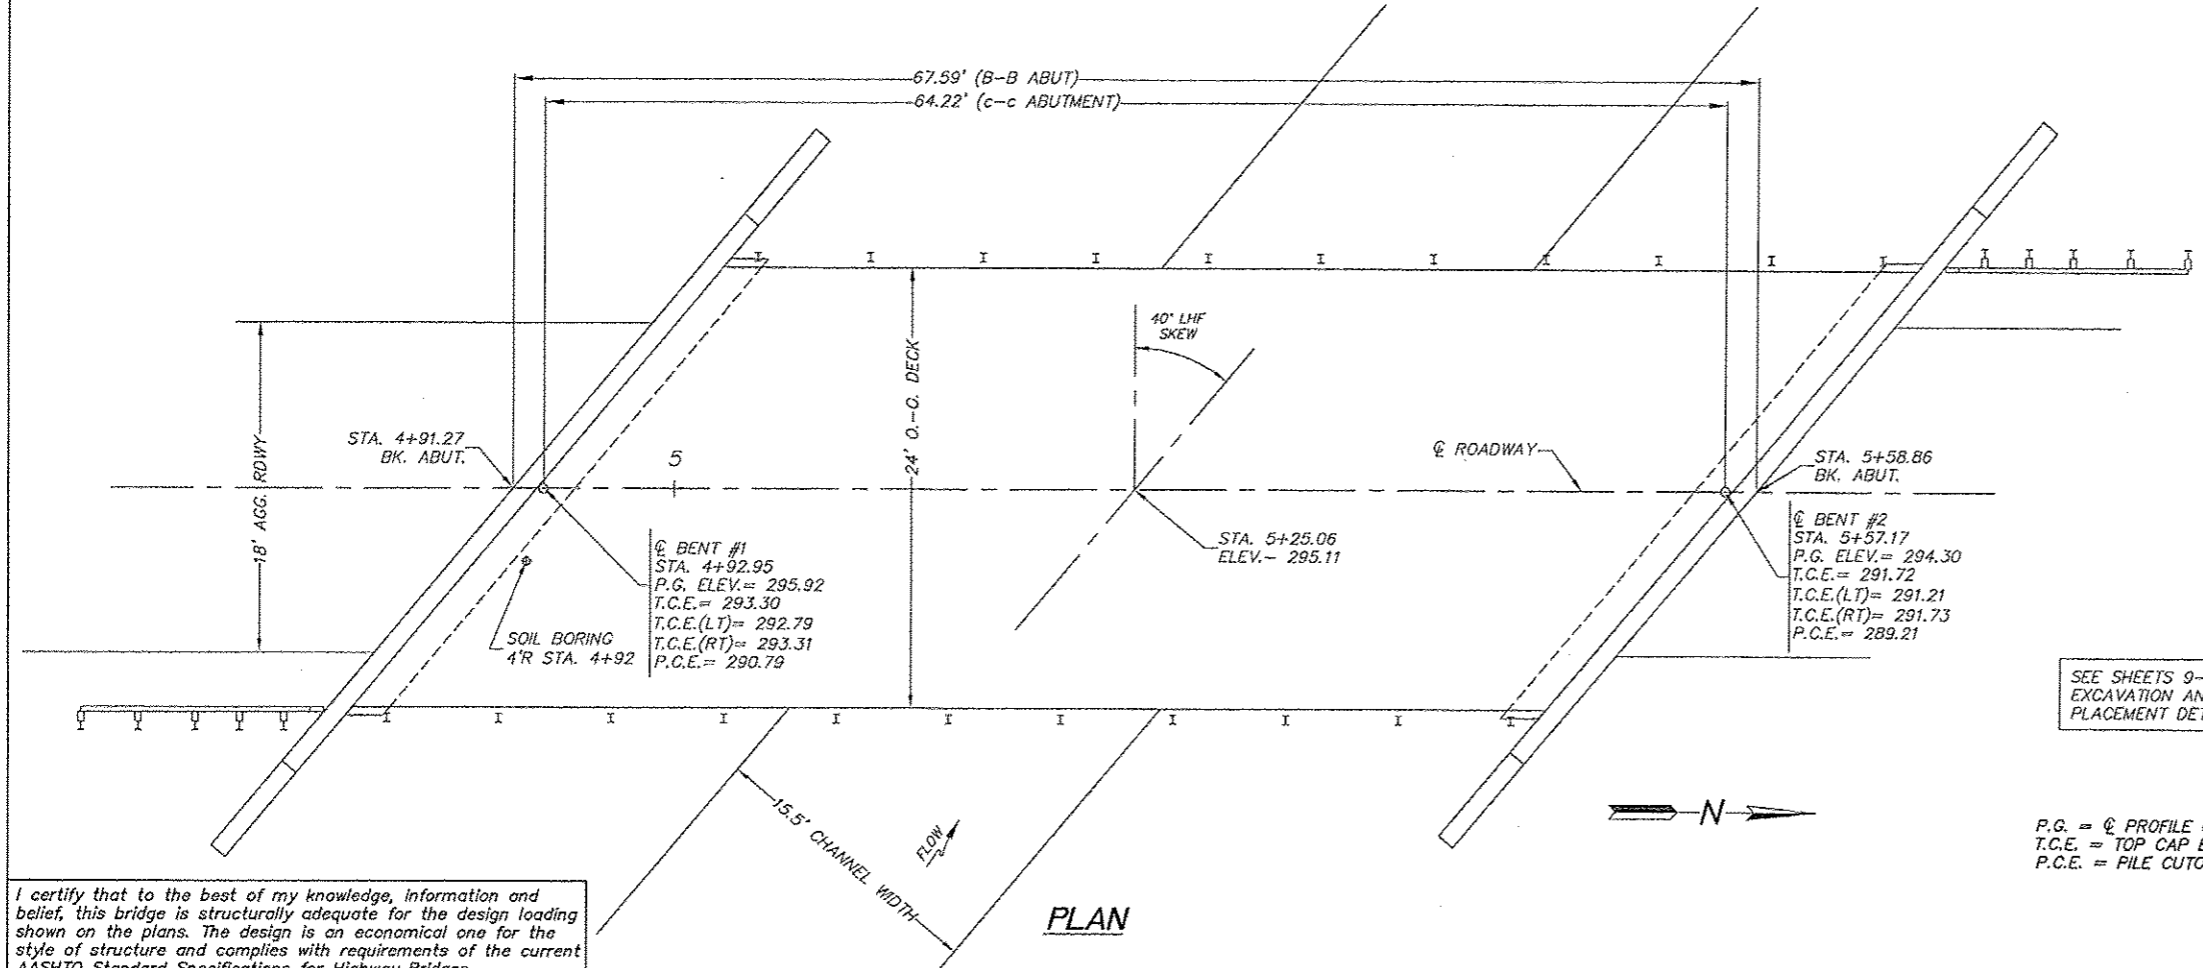 67.59' (B-B ABUT)
64.22' (c-c ABUTMENT)
40° LHF
SKEW
18' AGG. RDWY
24' O.-O. DECK
STA. 4+91.27
BK. ABUT.
5
℄ ROADWAY
STA. 5+58.86
BK. ABUT.
℄ BENT #1
STA. 4+92.95
P.G. ELEV.= 295.92
T.C.E.= 293.30
T.C.E.(LT)= 292.79
T.C.E.(RT)= 293.31
P.C.E.= 290.79
SOIL BORING
4'R STA. 4+92
STA. 5+25.06
ELEV.- 295.11
℄ BENT #2
STA. 5+57.17
P.G. ELEV.= 294.30
T.C.E.= 291.72
T.C.E.(LT)= 291.21
T.C.E.(RT)= 291.73
P.C.E.= 289.21
SEE SHEETS 9-
EXCAVATION AN
PLACEMENT DET
15.5' CHANNEL WIDTH
FLOW
N
P.G. = ℄ PROFILE
T.C.E. = TOP CAP E
P.C.E. = PILE CUTO
PLAN
I certify that to the best of my knowledge, information and
belief, this bridge is structurally adequate for the design loading
shown on the plans. The design is an economical one for the
style of structure and complies with requirements of the current
AASHTO Standard Specifications for Highway Bridges